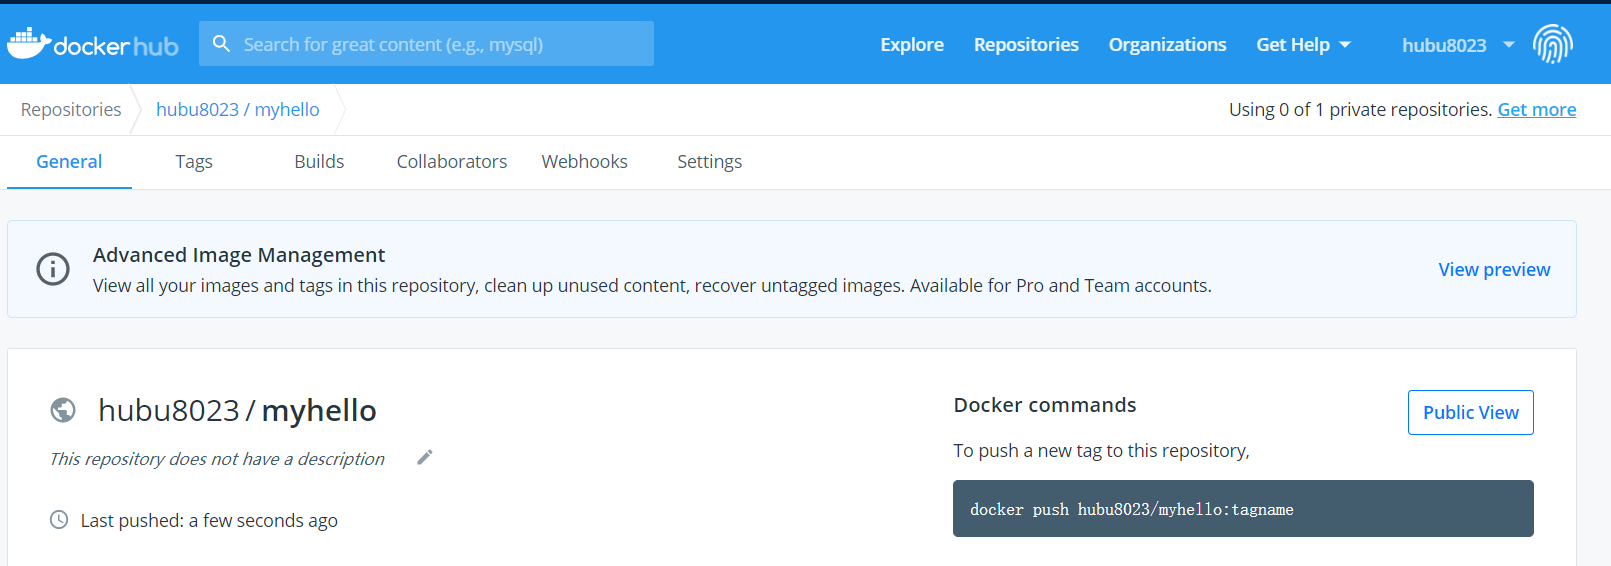 dockerhub Search for great content (e.g., mysql) Explore Repositories Organizations Get Help hubu8023
Repositories hubu8023 / myhello Using 0 of 1 private repositories. Get more
General Tags Builds Collaborators Webhooks Settings
Advanced Image Management
View all your images and tags in this repository, clean up unused content, recover untagged images. Available for Pro and Team accounts.
View preview
hubu8023 / myhello
This repository does not have a description
Last pushed: a few seconds ago
Docker commands
Public View
To push a new tag to this repository,
docker push hubu8023/myhello:tagname